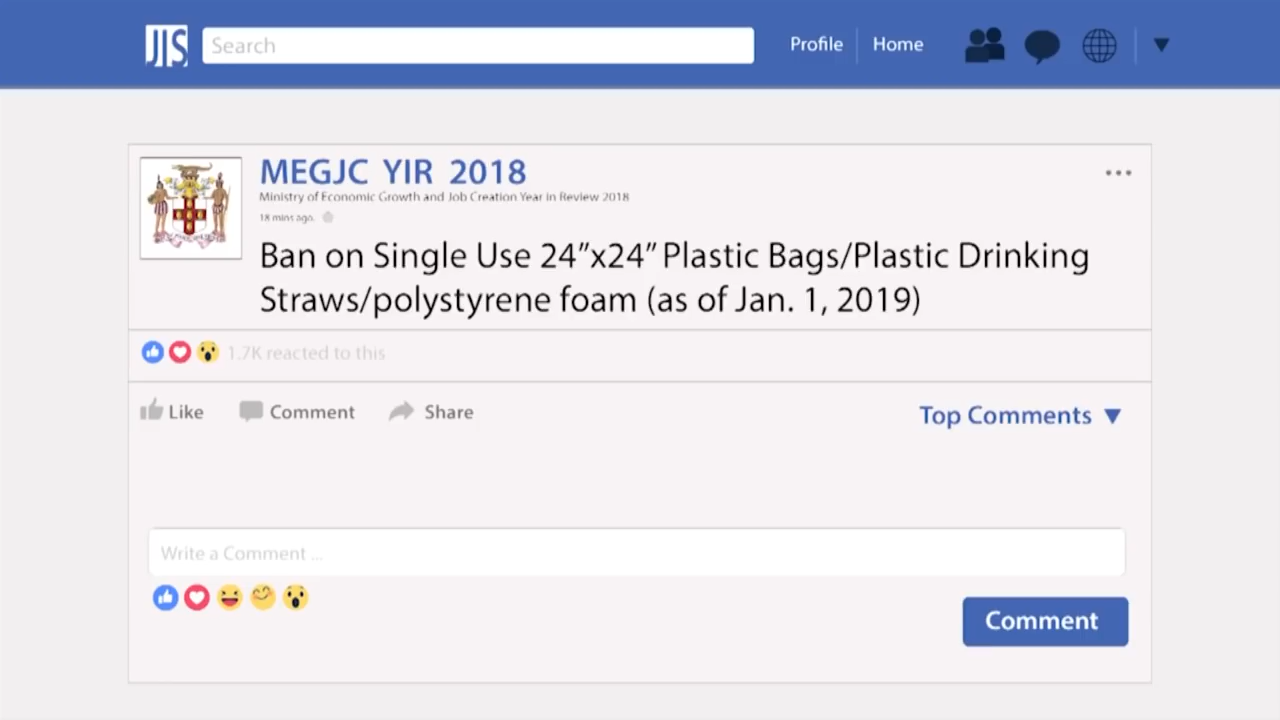 JIS Search Profile Home
MEGJC YIR 2018
Ministry of Economic Growth and Job Creation Year in Review 2018
18 mins ago.
Ban on Single Use 24”x24” Plastic Bags/Plastic Drinking
Straws/polystyrene foam (as of Jan. 1, 2019)
1.7K reacted to this
Like Comment Share Top Comments
Write a Comment ...
Comment